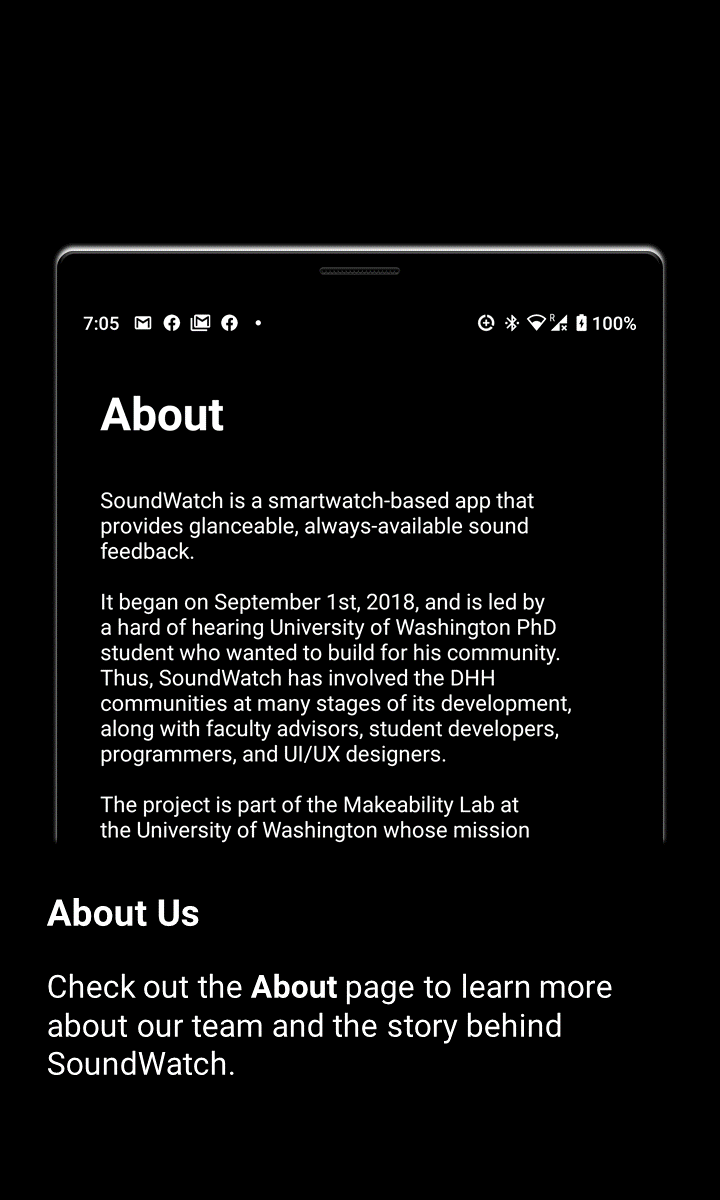 7:05 R 100%
About
SoundWatch is a smartwatch-based app that
provides glanceable, always-available sound
feedback.
It began on September 1st, 2018, and is led by
a hard of hearing University of Washington PhD
student who wanted to build for his community.
Thus, SoundWatch has involved the DHH
communities at many stages of its development,
along with faculty advisors, student developers,
programmers, and UI/UX designers.
The project is part of the Makeability Lab at
the University of Washington whose mission
About Us
Check out the About page to learn more
about our team and the story behind
SoundWatch.